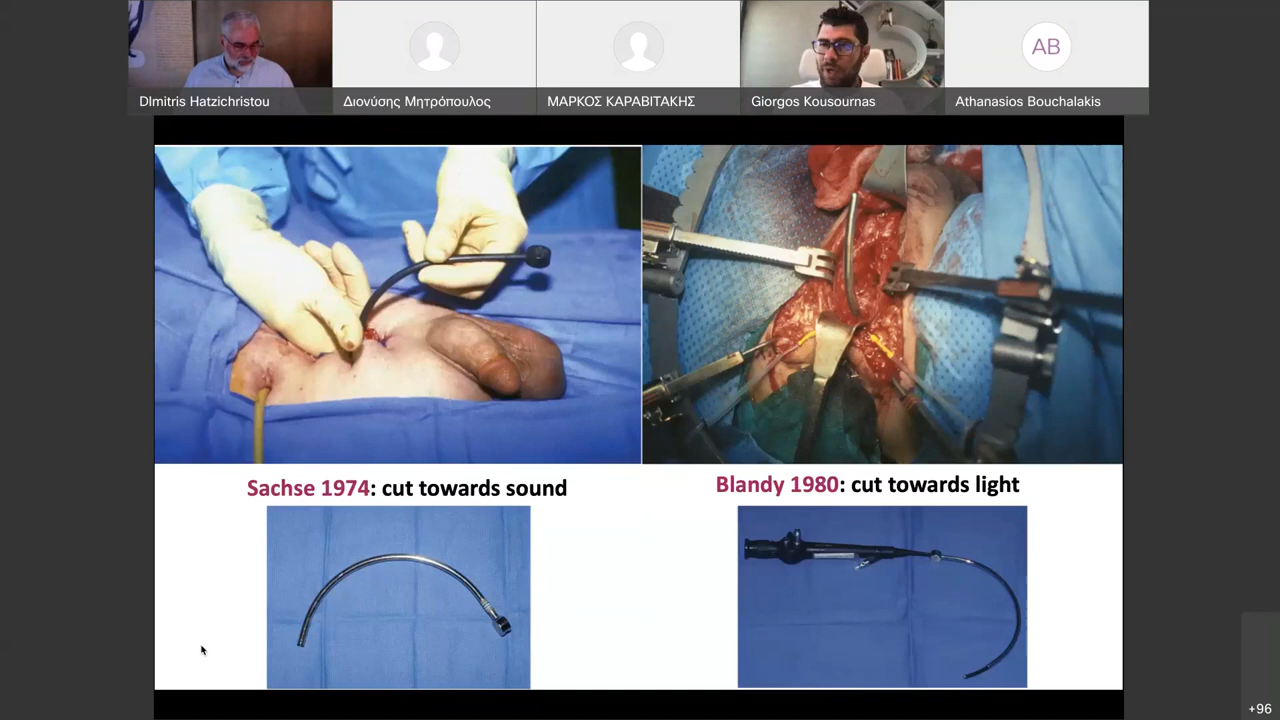 DImitris Hatzichristou
Διονύσης Μητρόπουλος
ΜΑΡΚΟΣ ΚΑΡΑΒΙΤΑΚΗΣ
Giorgos Kousournas
AB
Athanasios Bouchalakis
Sachse 1974: cut towards sound
Blandy 1980: cut towards light
+96